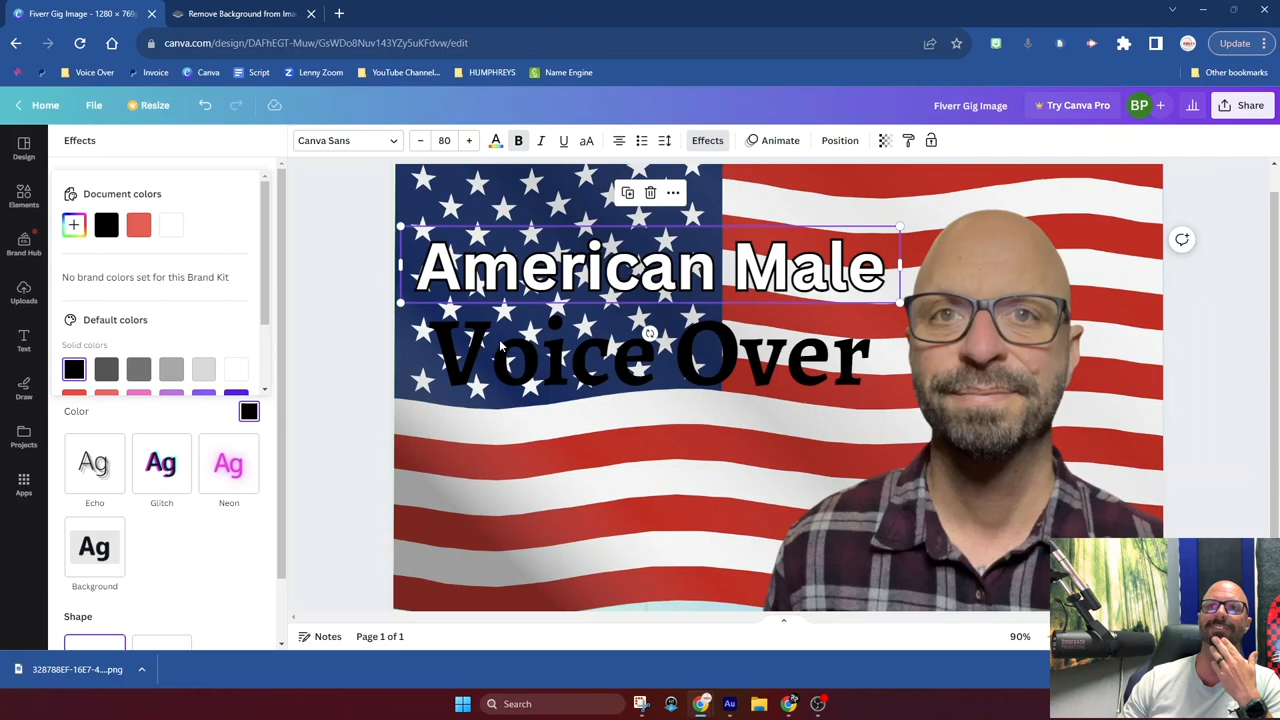 Fiverr Gig Image - 1280 × 769
Remove Background from Ima
canva.com/design/DAFhEGT-Muw/GsWDo8Nuv143YZy5uKFdvw/edit
Update
Voice Over
Invoice
Canva
Script
Lenny Zoom
YouTube Channel...
HUMPHREYS
Name Engine
Other bookmarks
Home
File
Resize
Fiverr Gig Image
Try Canva Pro
BP
Share
Design
Elements
Brand Hub
Uploads
Text
Draw
Projects
Apps
Effects
Canva Sans
80
A
B
I
U
aA
Effects
Animate
Position
Document colors
No brand colors set for this Brand Kit
Default colors
Solid colors
Color
Ag
Ag
Ag
Echo
Glitch
Neon
Ag
Background
Shape
American Male
Voice Over
Notes
Page 1 of 1
90%
328788EF-16E7-4....png
Search
Au